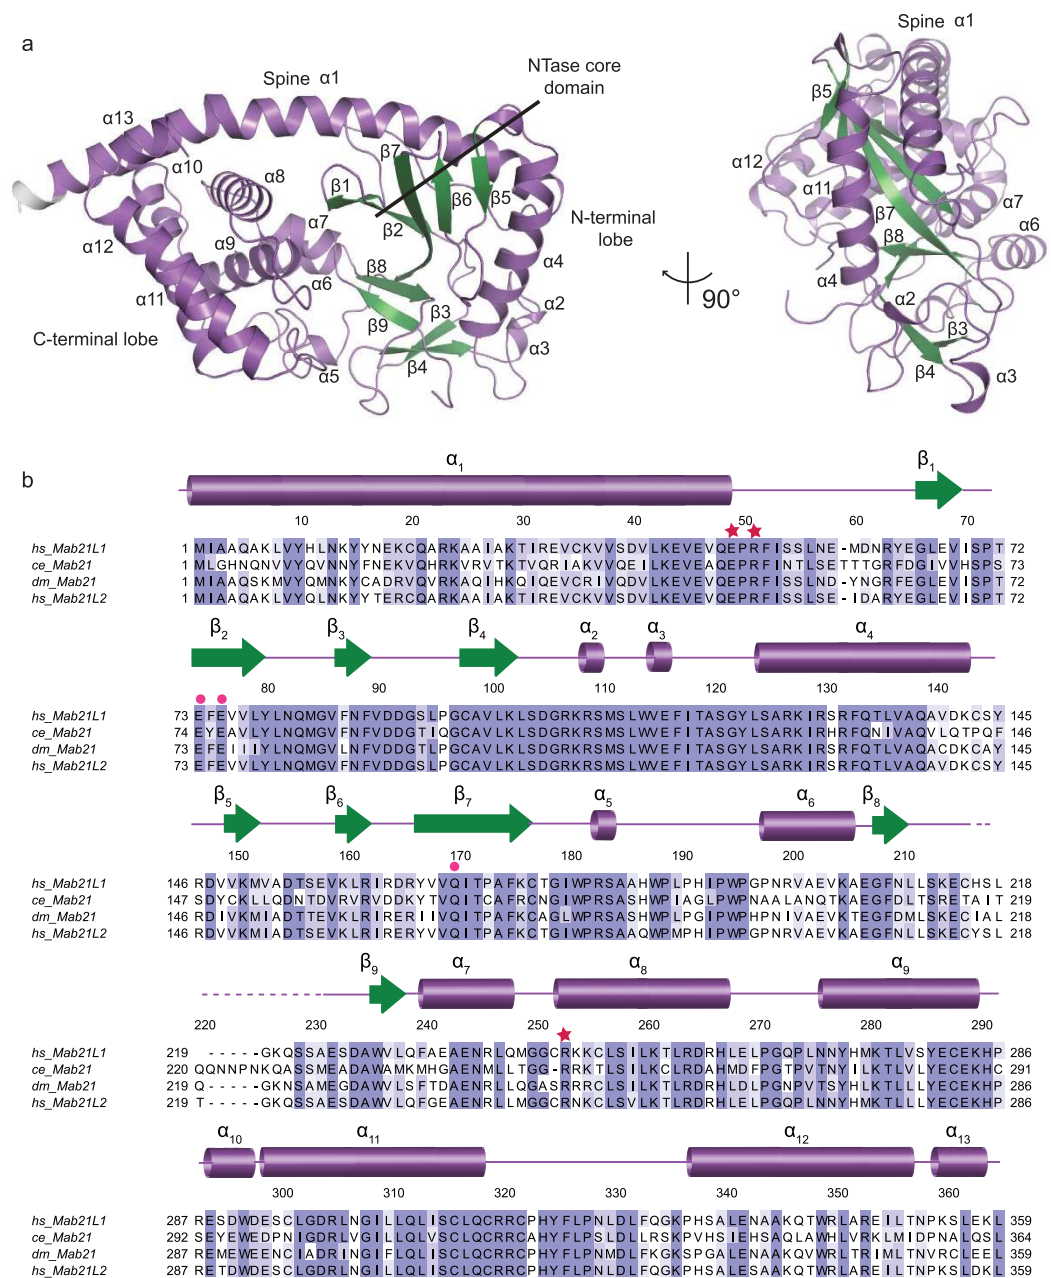 a
Spine α1
NTase core
domain
α13
α10
α8
β7
β1
β6
β5
α7
β2
N-terminal
lobe
α12
α9
β8
α4
α6
α11
β3
α2
β9
C-terminal lobe
α3
β4
α5
90°
Spine α1
β5
α12
α11
α7
β7
α6
β8
α4
α2
β3
β4
α3
b
α1 β1
10 20 30 40 50 60 70
hs_Mab21L1 1 MIAAQAKLVYHLNKYYNEKCQARKAAIAKTIREVCKVVSDVLKEVEVQEPRFISSLNE-MDNRYEGLEVISPT 72
ce_Mab21 1 MLGHNQNVVYQVNNYFNEKVQHRKVRVTKTVQRIAKVVQEILKEVEAQEPRFINTLSETTTGRFDGIVVHSPS 73
dm_Mab21 1 MIAAQSKMVYQMNKYCADRVQVRKAQIHKQIQEVCRIVQDVLKEVEVQEPRFISSLND-YNGRFEGLEVISPT 72
hs_Mab21L2 1 MIAAQAKLVYQLNKYYTERCQARKAAIAKTIREVCKVVSDVLKEVEVQEPRFISSLSE-IDARYEGLEVISPT 72
β2 β3 β4 α2 α3 α4
80 90 100 110 120 130 140
hs_Mab21L1 73 EFEVVLYLNQMGVFNFVDDGSLPGCAVLKLSDGRKRSMSLWVEFITASGYLSARKIRSRFQTLVAQAVDKCSY 145
ce_Mab21 74 EYEAVLYLNQMGVFNFVDDGTIQGCAVLKLSDGRKRSMSLWVEFITASGYLSARKIRHRFQNIVAQVLQTPQF 146
dm_Mab21 73 EFEIIIYLNQMGVLNFVDDGTLPGCAVLKLSDGRKRSMSLWVEFITASGYLSARKIRSRFQTLVAQACDKCAY 145
hs_Mab21L2 73 EFEVVLYLNQMGVFNFVDDGSLPGCAVLKLSDGRKRSMSLWVEFITASGYLSARKIRSRFQTLVAQAVDKCSY 145
β5 β6 β7 α5 α6 β8
150 160 170 180 190 200 210
hs_Mab21L1 146 RDVVKMVADTSEVKLRIRDRYVVQITPAFKCTGIWPRSAAHWPLPHIPWPGPNRVAEVKAEGFNLLSKECHSL 218
ce_Mab21 147 SDYCKLLQDNTDVRVRVDDKYTVQITCAFRCNGIWPRSASHWPIAGLPWPNAALANQTKAEGFDLTSRETAIT 219
dm_Mab21 146 RDIVKMIADTTEVKLRIRERIIVQITCAFKCAGLWPRSASHWPLPHIPWPHPNIVAEVKTEGFDMLSKECIAL 218
hs_Mab21L2 146 RDVVKMIADTSEVKLRIRERYVVQITPAFKCTGIWPRSAAQWPMPHIPWPGPNRVAEVKAEGFNLLSKECYSL 218
β9 α7 α8 α9
220 230 240 250 260 270 280 290
hs_Mab21L1 219 -----GKQSSAESDAWVLQFAEAENRLQMGGCRKKCLSILKTLRDRHLELPGQPLNNYHMKTLVSYECEKHP 286
ce_Mab21 220 QQNNPNKQASSMEADAWAMKMHGAENMLLTGG-RRKTLSILKCLRDAHMDFPGTPVTNYILKTLVLYECEKHC 291
dm_Mab21 219 Q-----GKNSAMEGDAWVLSFTDAENRLLQGASRRRCLSILKTLRDRHLDLPGNPVTSYHLKTLLLYECEKHP 286
hs_Mab21L2 219 T-----GKQSSAESDAWVLQFGEAENRLLMGGCRNKCLSVLKTLRDRHLELPGQPLNNYHMKTLLLYECEKHP 286
α10 α11 α12 α13
300 310 320 330 340 350 360
hs_Mab21L1 287 RESDWDESCLGDRLNGILLQLISCLQCRRCPHYFLPNLDLFQGKPHSALENAAKQTWRLAREILTNPKSLEKL 359
ce_Mab21 292 SEYEWEDPNIGDRLVGILLQLVSCLQCRRCAHYFLPSLDLLRSKPVHSIEHSAQLAWHLVRKLMIDPNALQSL 364
dm_Mab21 287 REMEWEENCIADRINGIFLQLISCLQCRRCPHYFLPNMDLFQGKSPGALENAAKQVWRLTRIMLTNVRCLEEL 359
hs_Mab21L2 287 RETDWDESCLGDRLNGILLQLISCLQCRRCPHYFLPNLDLFQGKPHSALESAAKQTWRLAREILTNPKSLDKL 359